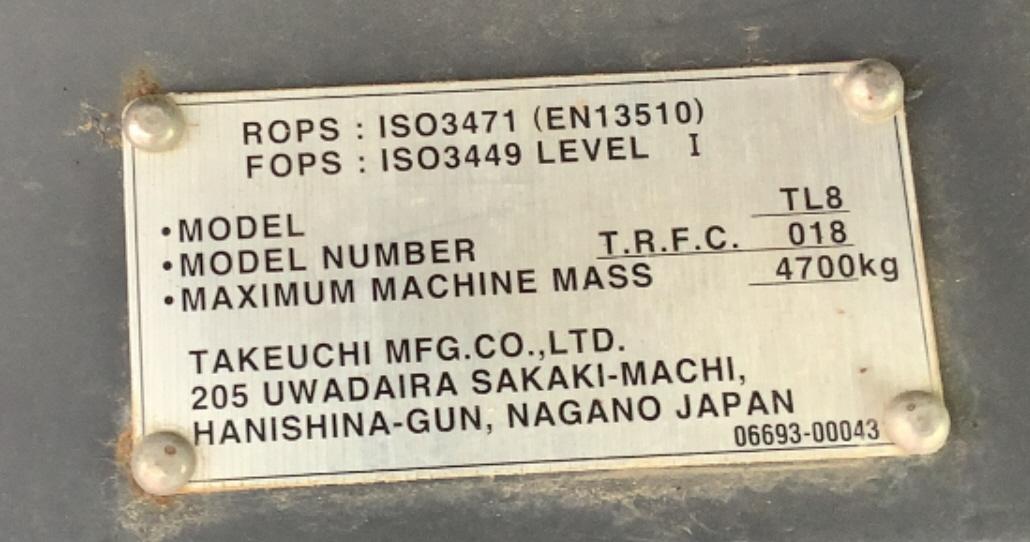 ROPS : ISO3471 (EN13510)
FOPS : ISO3449 LEVEL I
•MODEL TL8
•MODEL NUMBER T.R.F.C. 018
•MAXIMUM MACHINE MASS 4700kg
TAKEUCHI MFG.CO.,LTD.
205 UWADAIRA SAKAKI-MACHI,
HANISHINA-GUN, NAGANO JAPAN
06693-00043